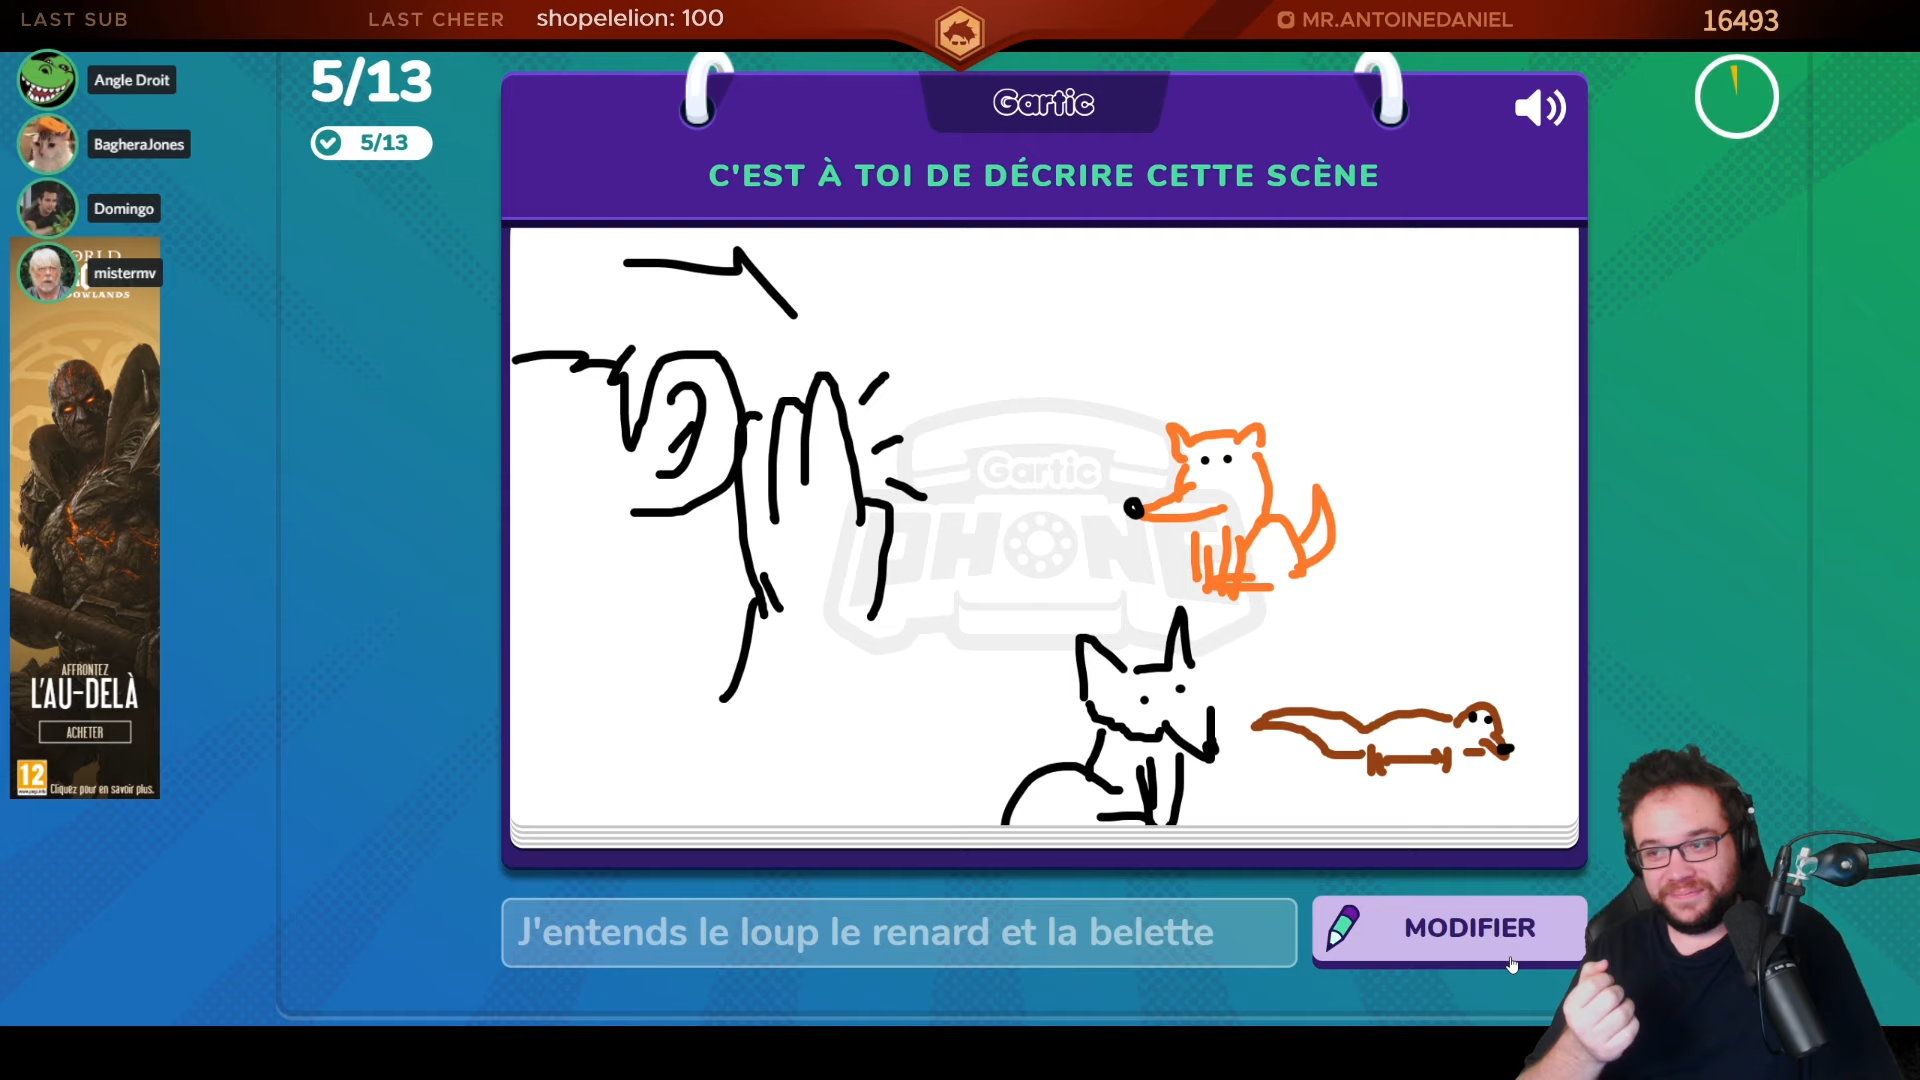 LAST SUB
LAST CHEER
shopelelion: 100
MR.ANTOINEDANIEL
16493
Angle Droit
BagheraJones
Domingo
mistermv
5/13
5/13
Gartic
C'EST À TOI DE DÉCRIRE CETTE SCÈNE
Gartic
PHONE
AFFRONTEZ
L'AU-DELÀ
ACHETER
12
Cliquez pour en savoir plus.
J'entends le loup le renard et la belette
MODIFIER